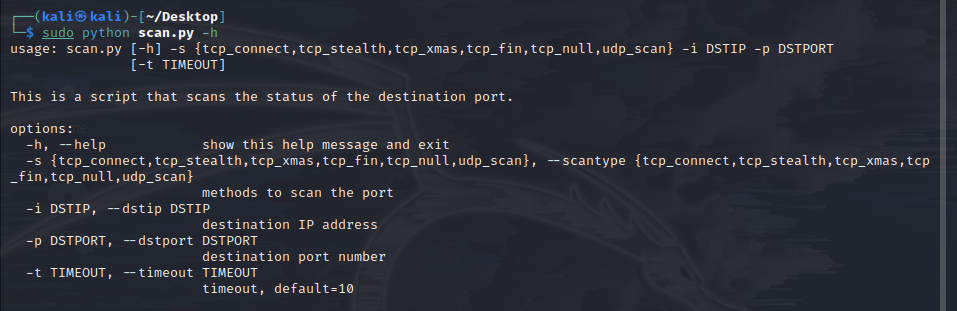 ┌──(kali㉿kali)-[~/Desktop]
└─$ sudo python scan.py -h
usage: scan.py [-h] -s {tcp_connect,tcp_stealth,tcp_xmas,tcp_fin,tcp_null,udp_scan} -i DSTIP -p DSTPORT
               [-t TIMEOUT]
This is a script that scans the status of the destination port.
options:
  -h, --help            show this help message and exit
  -s {tcp_connect,tcp_stealth,tcp_xmas,tcp_fin,tcp_null,udp_scan}, --scantype {tcp_connect,tcp_stealth,tcp_xmas,tcp
_fin,tcp_null,udp_scan}
                        methods to scan the port
  -i DSTIP, --dstip DSTIP
                        destination IP address
  -p DSTPORT, --dstport DSTPORT
                        destination port number
  -t TIMEOUT, --timeout TIMEOUT
                        timeout, default=10